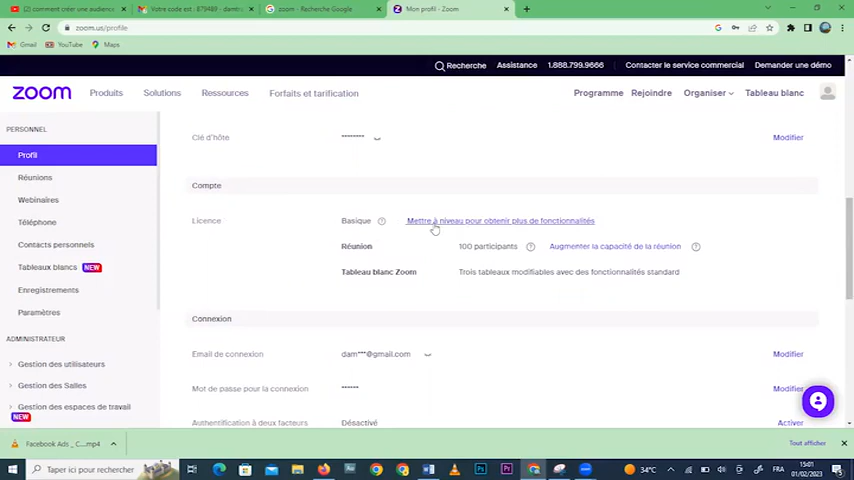 (2) comment créer une audience
Votre code est : 879489 - damtra
zoom - Recherche Google
Mon profil - Zoom
zoom.us/profile
Gmail YouTube Maps
Recherche Assistance 1.888.799.9666 Contacter le service commercial Demander une démo
zoom Produits Solutions Ressources Forfaits et tarification Programme Rejoindre Organiser Tableau blanc
PERSONNEL
Profil
Réunions
Webinaires
Téléphone
Contacts personnels
Tableaux blancs NEW
Enregistrements
Paramètres
ADMINISTRATEUR
Gestion des utilisateurs
Gestion des Salles
Gestion des espaces de travail
NEW
Clé d'hôte ******** Modifier
Compte
Licence Basique Mettre à niveau pour obtenir plus de fonctionnalités
Réunion 100 participants Augmenter la capacité de la réunion
Tableau blanc Zoom Trois tableaux modifiables avec des fonctionnalités standard
Connexion
Email de connexion dam***@gmail.com Modifier
Mot de passe pour la connexion ****** Modifier
Authentification à deux facteurs Désactivé Activer
Facebook Ads _ C....mp4 Tout afficher
Taper ici pour rechercher 34°C FRA 15:01
01/02/2023